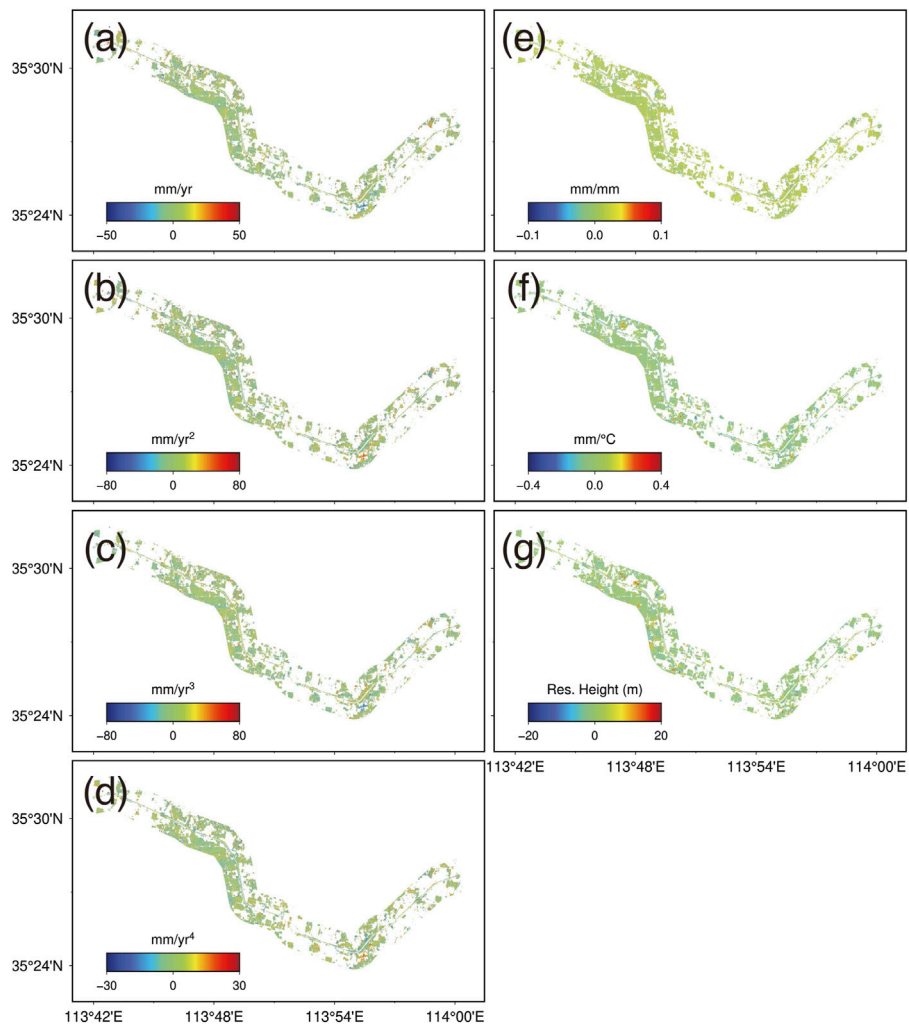 (a)
35°30'N
mm/yr
35°24'N
−50 0 50
(e)
mm/mm
−0.1 0.0 0.1
(b)
35°30'N
mm/yr²
35°24'N
−80 0 80
(f)
mm/°C
−0.4 0.0 0.4
(c)
35°30'N
mm/yr³
35°24'N
−80 0 80
(g)
Res. Height (m)
−20 0 20
113°42'E 113°48'E 113°54'E 114°00'E
(d)
35°30'N
mm/yr⁴
35°24'N
−30 0 30
113°42'E 113°48'E 113°54'E 114°00'E